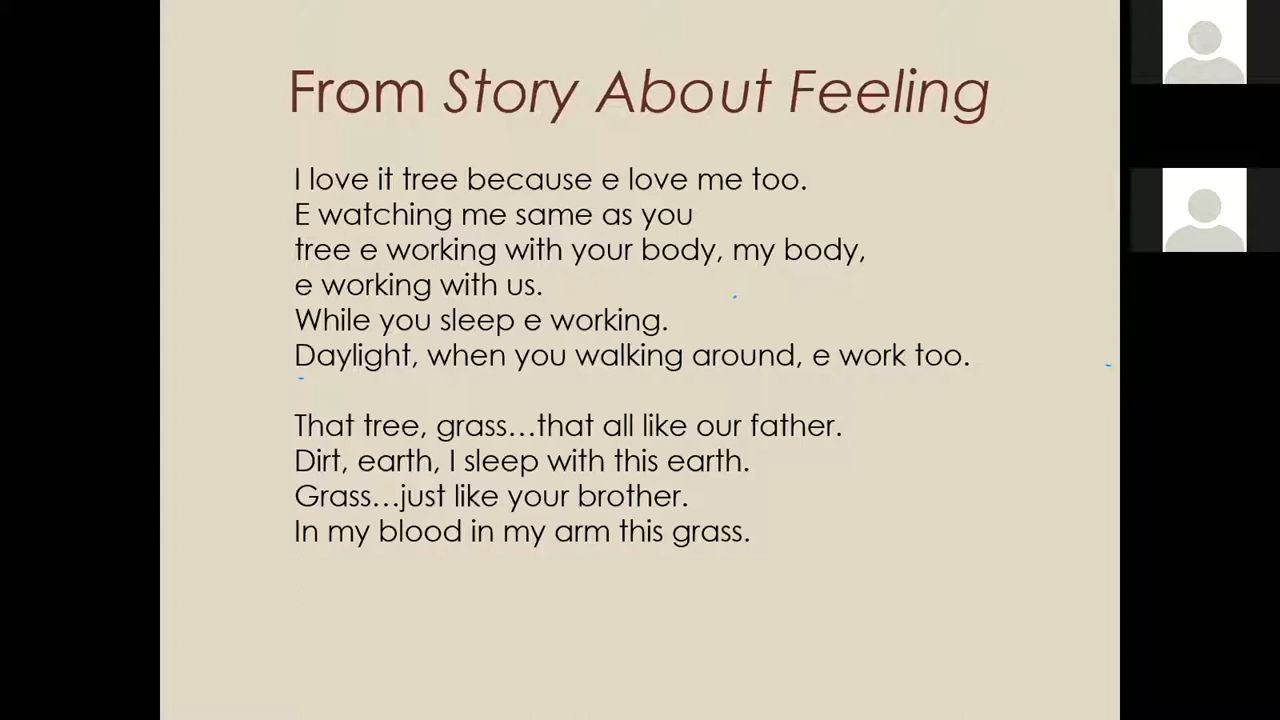 From Story About Feeling
I love it tree because e love me too.
E watching me same as you
tree e working with your body, my body,
e working with us.
While you sleep e working.
Daylight, when you walking around, e work too.
That tree, grass…that all like our father.
Dirt, earth, I sleep with this earth.
Grass…just like your brother.
In my blood in my arm this grass.